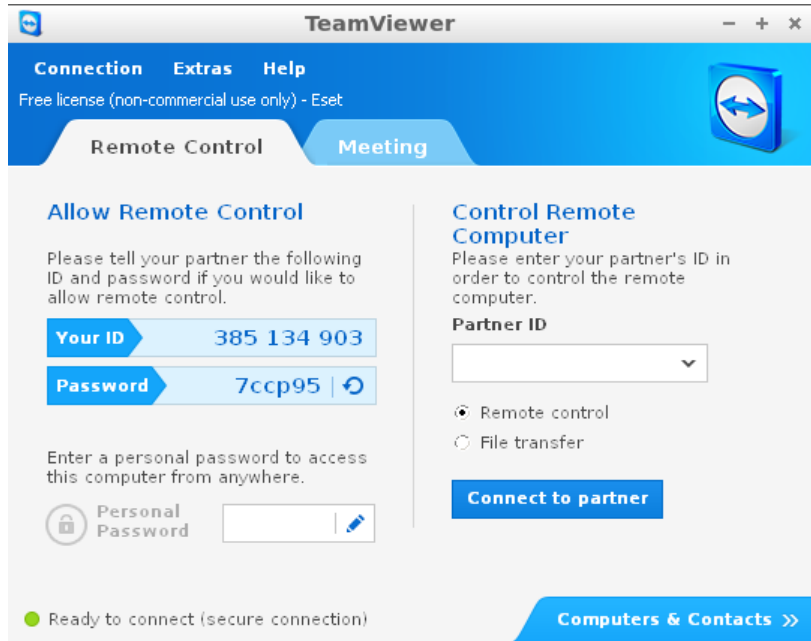 TeamViewer
Connection Extras Help
Free license (non-commercial use only) - Eset
Remote Control Meeting
Allow Remote Control
Please tell your partner the following
ID and password if you would like to
allow remote control.
Your ID 385 134 903
Password 7ccp95
Enter a personal password to access
this computer from anywhere.
Personal
Password
Control Remote
Computer
Please enter your partner's ID in
order to control the remote
computer.
Partner ID
Remote control
File transfer
Connect to partner
Ready to connect (secure connection)
Computers & Contacts >>